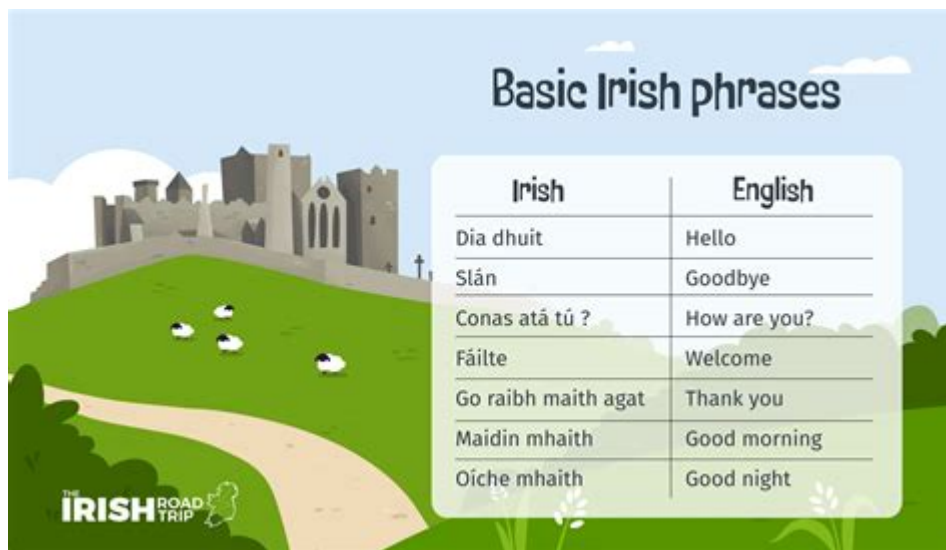 Basic Irish phrases
Irish English
Dia dhuit Hello
Slán Goodbye
Conas atá tú ? How are you?
Fáilte Welcome
Go raibh maith agat Thank you
Maidin mhaith Good morning
Oíche mhaith Good night
THE IRISH ROAD TRIP